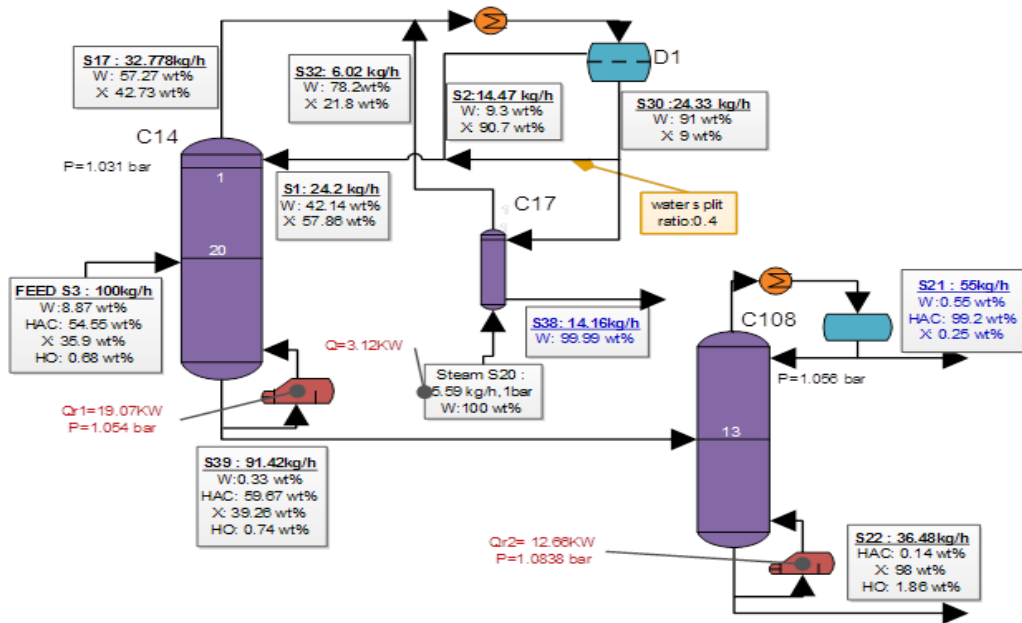 S17 : 32.778kg/h
W: 57.27 wt%
X: 42.73 wt%
S32: 6.02 kg/h
W: 78.2wt%
X: 21.8 wt%
S2:14.47 kg/h
W: 9.3 wt%
X: 90.7 wt%
D1
S30 :24.33 kg/h
W: 91 wt%
X: 9 wt%
C14
P=1.031 bar
1
20
S1: 24.2 kg/h
W: 42.14 wt%
X: 57.86 wt%
C17
water split
ratio:0.4
FEED S3 : 100kg/h
W:8.87 wt%
HAC: 54.55 wt%
X: 35.9 wt%
HO: 0.68 wt%
S38: 14.16kg/h
W: 99.99 wt%
Q=3.12KW
Steam S20 :
5.59 kg/h,1bar
W:100 wt%
C108
S21 : 55kg/h
W:0.55 wt%
HAC: 99.2 wt%
X: 0.25 wt%
P=1.056 bar
Qr1=19.07KW
P=1.054 bar
13
S39 : 91.42kg/h
W:0.33 wt%
HAC: 59.67 wt%
X: 39.26 wt%
HO: 0.74 wt%
Qr2= 12.66KW
P=1.0838 bar
S22 : 36.48kg/h
HAC: 0.14 wt%
X: 98 wt%
HO: 1.86 wt%